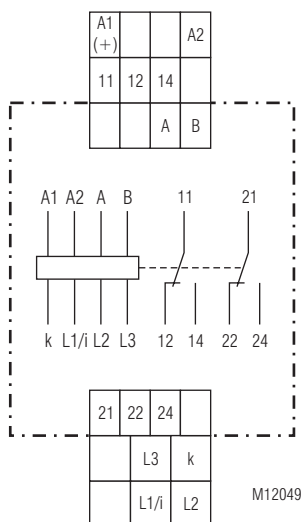 A1 (+) A2
11 12 14
A B
A1 A2 A B 11 21
k L1/i L2 L3 12 14 22 24
21 22 24
L3 k
L1/i L2
M12049